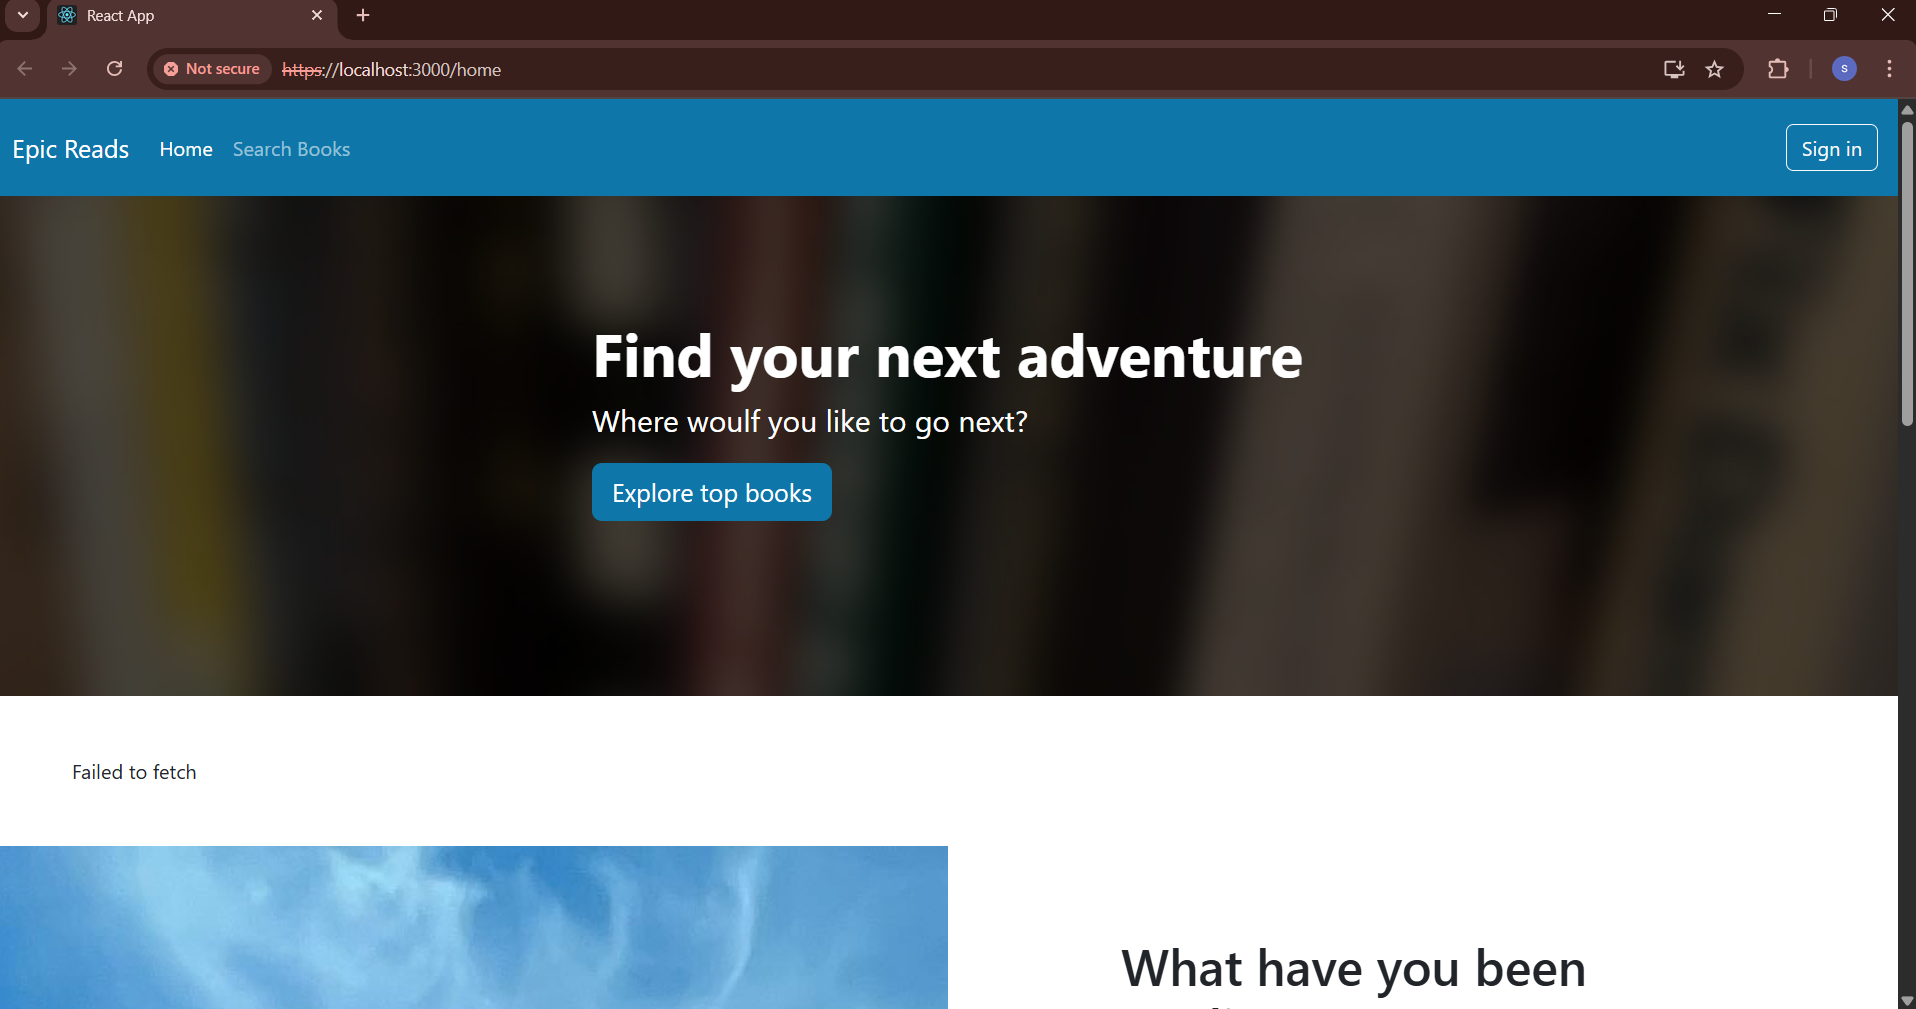 React App
Not secure https://localhost:3000/home
S
Epic Reads Home Search Books Sign in
Find your next adventure
Where woulf you like to go next?
Explore top books
Failed to fetch
What have you been